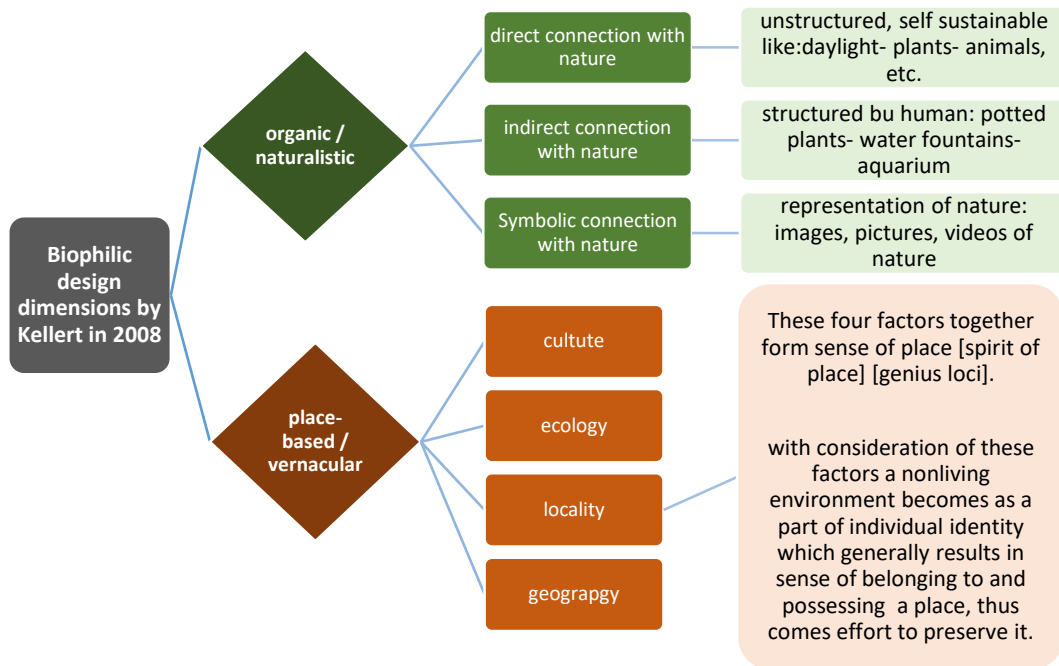 Biophilic
design
dimensions by
Kellert in 2008
organic /
naturalistic
direct connection with
nature
unstructured, self sustainable
like:daylight- plants- animals,
etc.
indirect connection
with nature
structured bu human: potted
plants- water fountains-
aquarium
Symbolic connection
with nature
representation of nature:
images, pictures, videos of
nature
place-
based /
vernacular
cultute
ecology
locality
geograpgy
These four factors together
form sense of place [spirit of
place] [genius loci].
with consideration of these
factors a nonliving
environment becomes as a
part of individual identity
which generally results in
sense of belonging to and
possessing a place, thus
comes effort to preserve it.